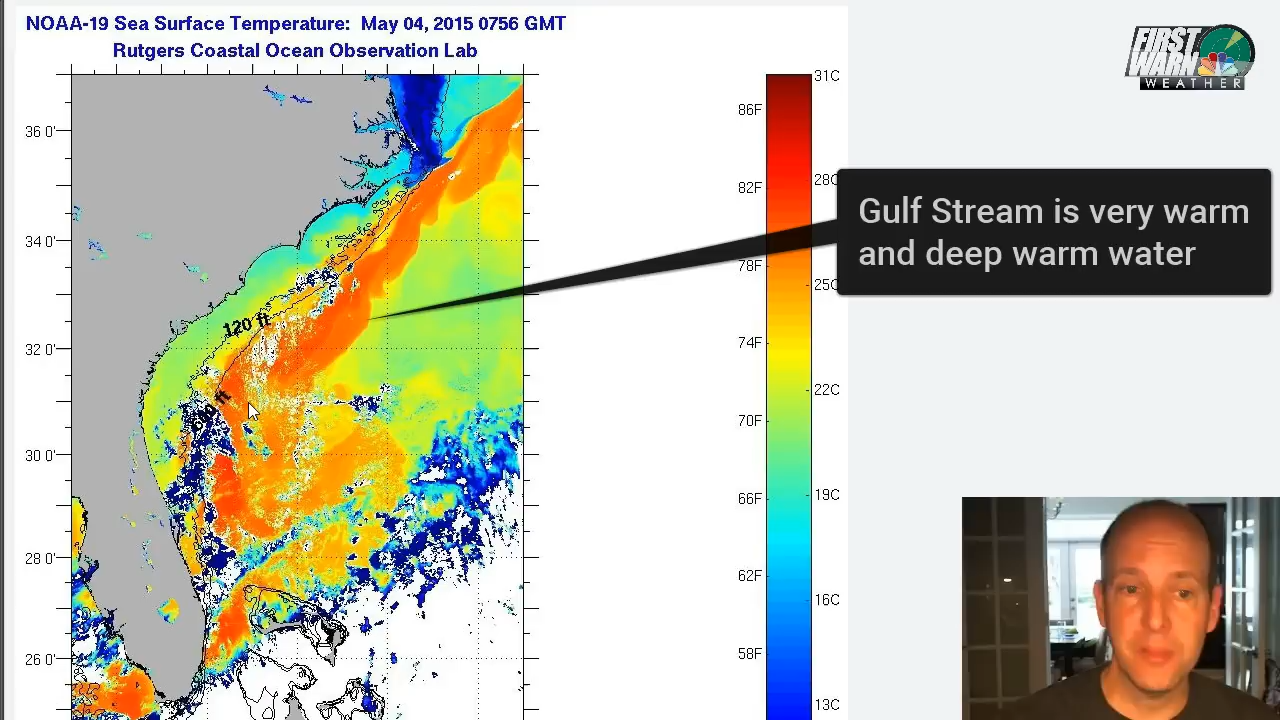 NOAA-19 Sea Surface Temperature: May 04, 2015 0756 GMT
Rutgers Coastal Ocean Observation Lab
FIRST
WARN
WEATHER
31C
86F
36 0'
82F
28C
Gulf Stream is very warm
and deep warm water
34 0'
78F
25C
120 ft
32 0'
74F
22C
ft
70F
30 0'
66F
19C
28 0'
62F
16C
26 0'
58F
13C